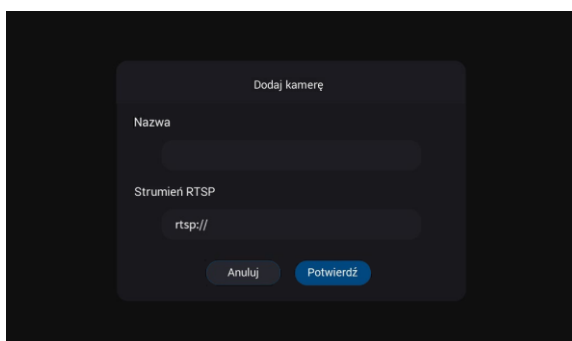 Dodaj kamerę
Nazwa
Strumień RTSP
rtsp://
Anuluj Potwierdź